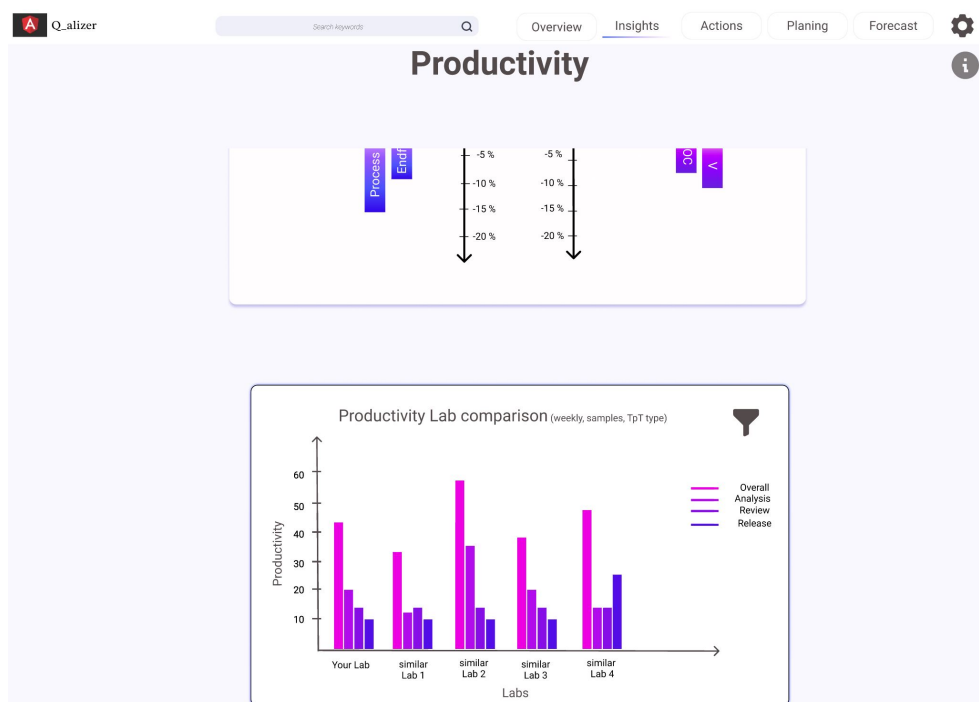 A Q_alizer
Search keywords
Overview
Insights
Actions
Planing
Forecast
i
Productivity
Process
Endf
-5 %
-10 %
-15 %
-20 %
-5 %
-10 %
-15 %
-20 %
V
Productivity Lab comparison (weekly, samples, TpT type)
60
50
40
30
20
10
Productivity
Overall
Analysis
Review
Release
Your Lab
similar
Lab 1
similar
Lab 2
similar
Lab 3
similar
Lab 4
Labs